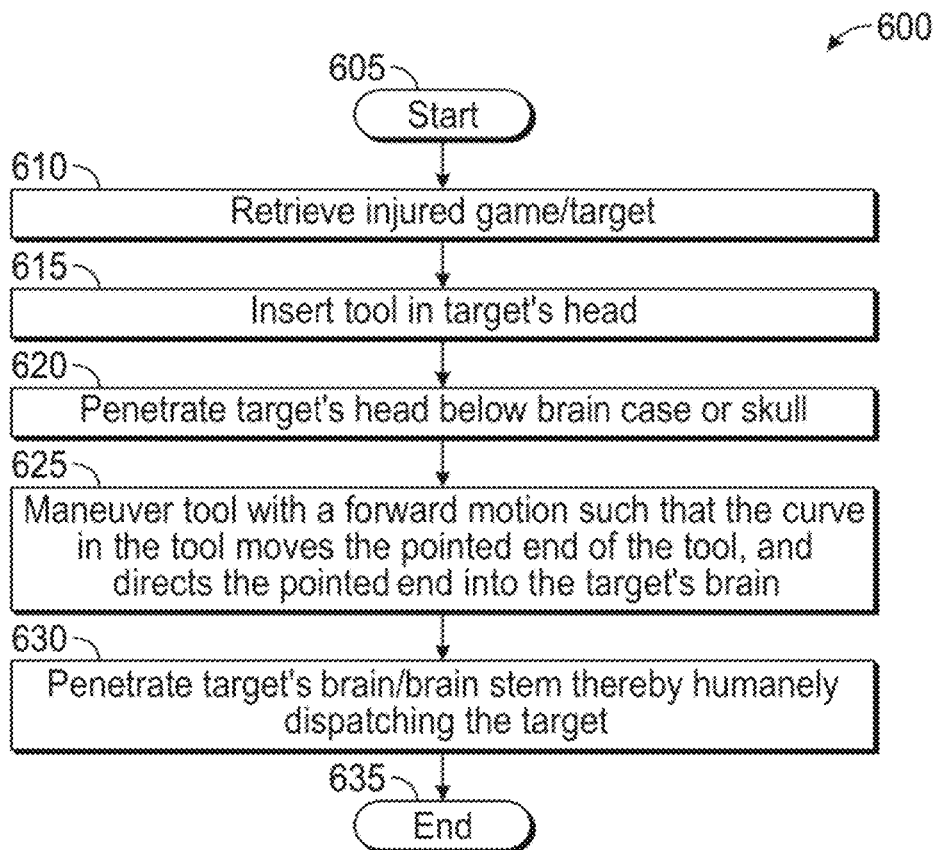 600
605
Start
610
Retrieve injured game/target
615
Insert tool in target's head
620
Penetrate target's head below brain case or skull
625
Maneuver tool with a forward motion such that the curve
in the tool moves the pointed end of the tool, and
directs the pointed end into the target's brain
630
Penetrate target's brain/brain stem thereby humanely
dispatching the target
635
End